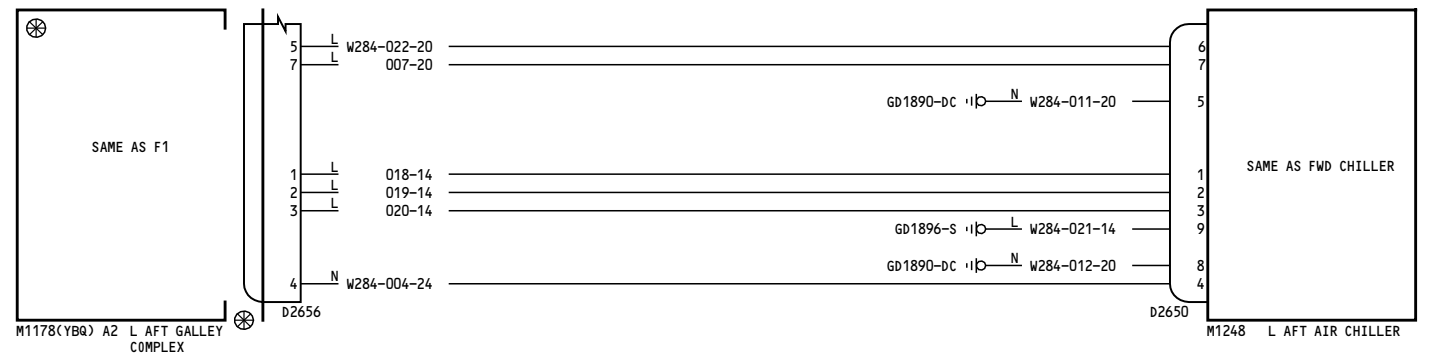 5 L W284-022-20 6
7 L 007-20 7
GD1890-DC N W284-011-20 5
SAME AS F1
SAME AS FWD CHILLER
1 L 018-14 1
2 L 019-14 2
3 L 020-14 3
GD1896-S L W284-021-14 9
GD1890-DC N W284-012-20 8
4 N W284-004-24 4
D2656
D2650
M1178(YBQ) A2 L AFT GALLEY
COMPLEX
M1248 L AFT AIR CHILLER